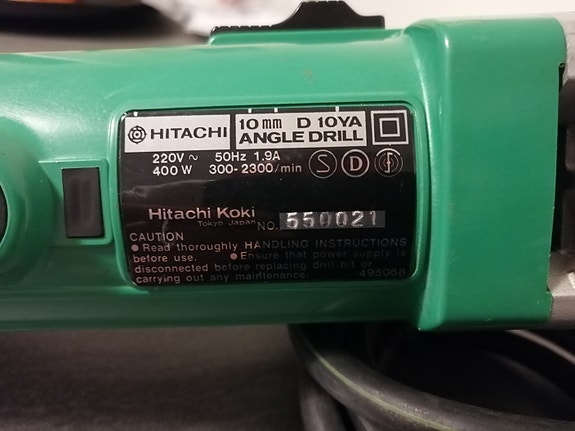 HITACHI
10mm D 10YA
ANGLE DRILL
220V ~ 50Hz 1.9A
400 W 300-2300/min
S D
Hitachi Koki
Tokyo Japan
NO. 550021
CAUTION
● Read thoroughly HANDLING INSTRUCTIONS
before use. ● Ensure that power supply is
disconnected before replacing drill bit or
carrying out any maintenance. 495068